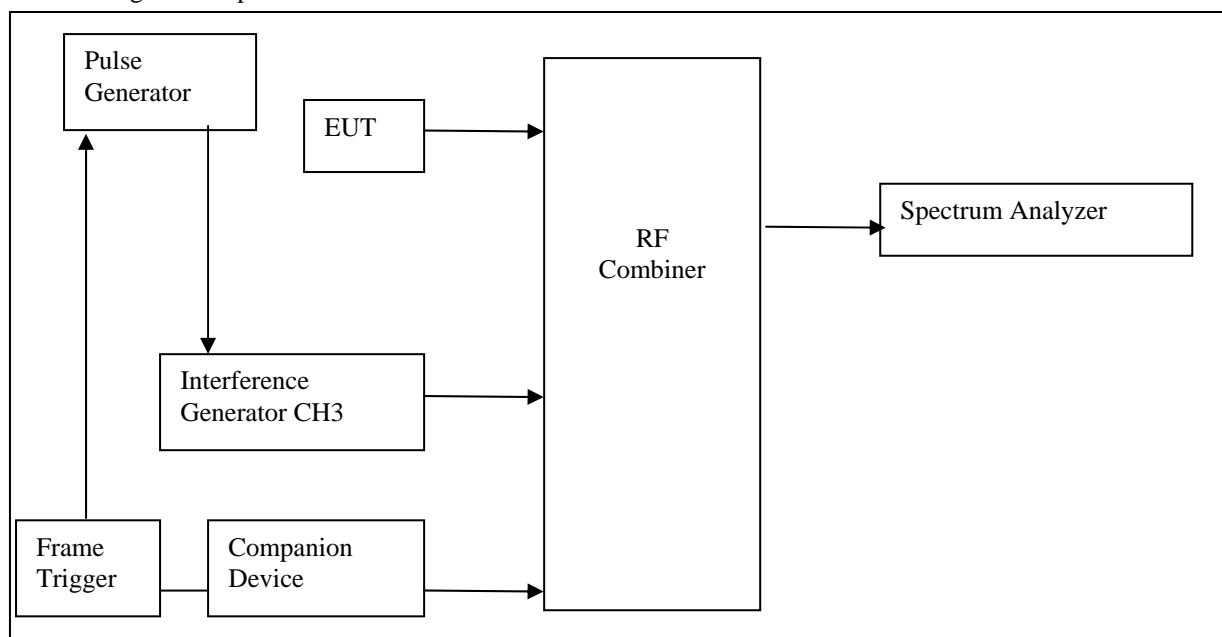 Pulse
Generator
EUT
Spectrum Analyzer
RF
Combiner
Interference
Generator CH3
Frame
Trigger
Companion
Device